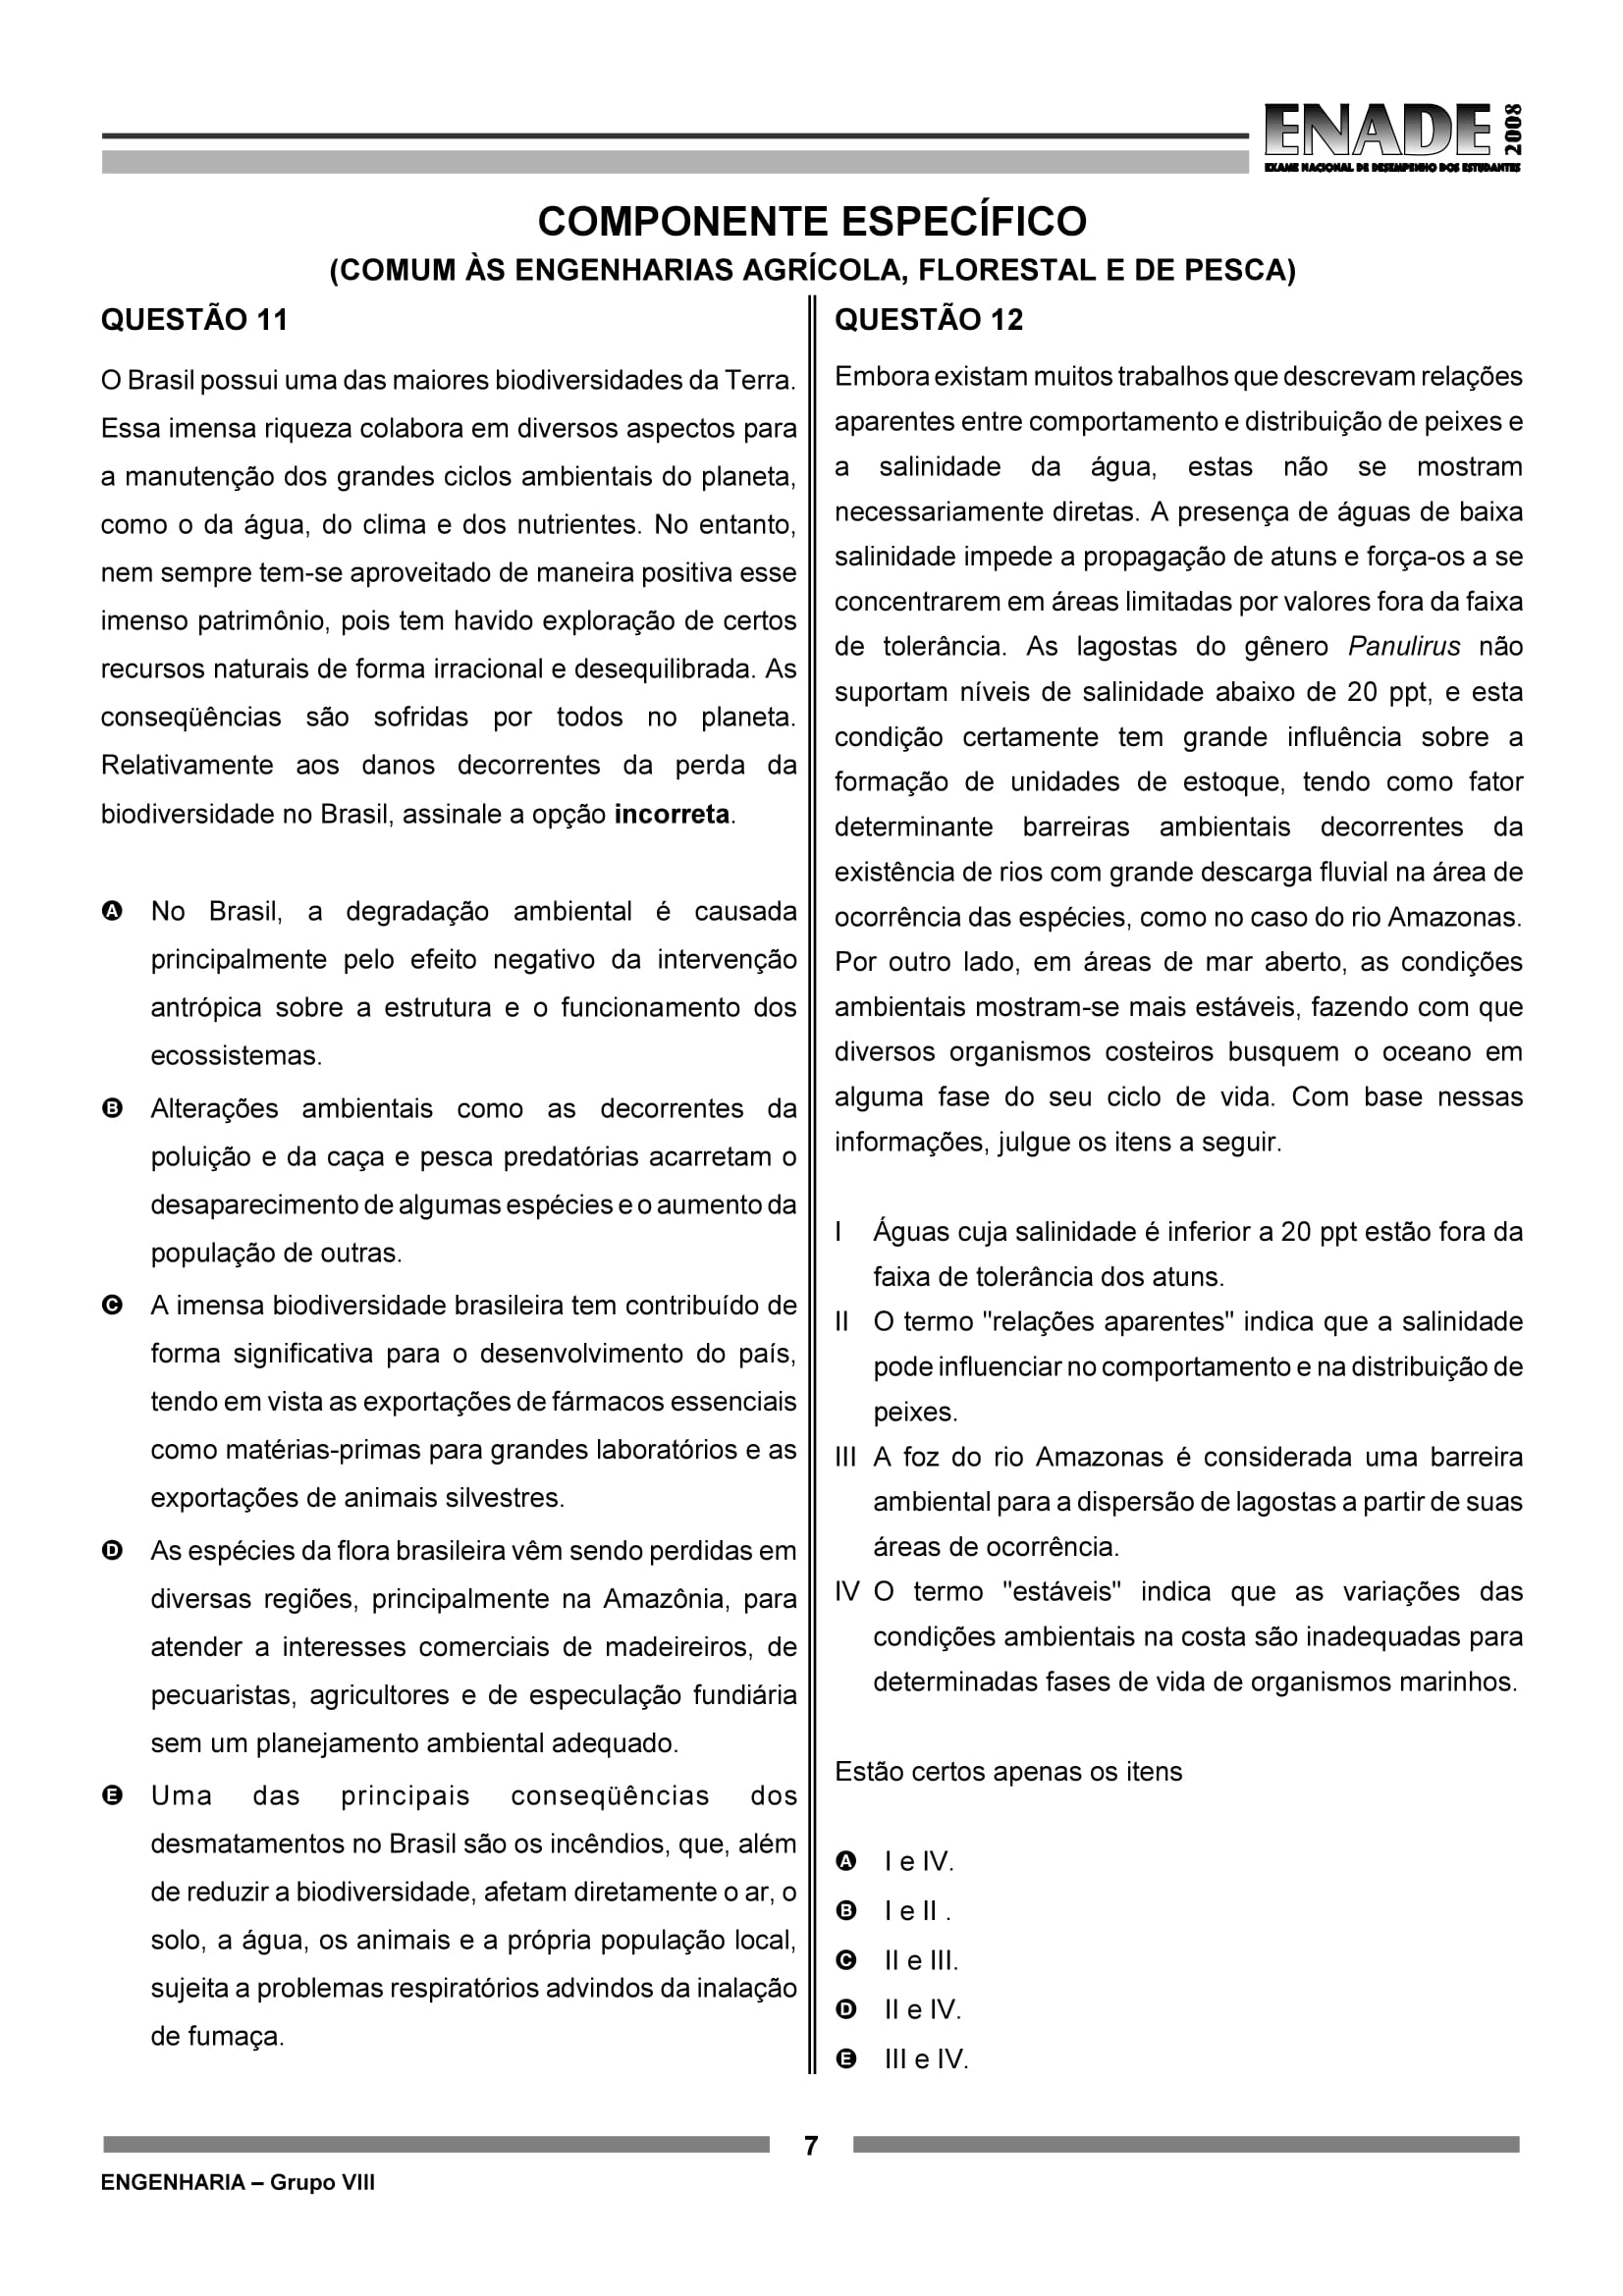 ENADE 2008
EXAME NACIONAL DE DESEMPENHO DOS ESTUDANTES
COMPONENTE ESPECÍFICO
(COMUM ÀS ENGENHARIAS AGRÍCOLA, FLORESTAL E DE PESCA)
QUESTÃO 11
O Brasil possui uma das maiores biodiversidades da Terra.
Essa imensa riqueza colabora em diversos aspectos para
a manutenção dos grandes ciclos ambientais do planeta,
como o da água, do clima e dos nutrientes. No entanto,
nem sempre tem-se aproveitado de maneira positiva esse
imenso patrimônio, pois tem havido exploração de certos
recursos naturais de forma irracional e desequilibrada. As
conseqüências são sofridas por todos no planeta.
Relativamente aos danos decorrentes da perda da
biodiversidade no Brasil, assinale a opção incorreta.
A No Brasil, a degradação ambiental é causada
principalmente pelo efeito negativo da intervenção
antrópica sobre a estrutura e o funcionamento dos
ecossistemas.
B Alterações ambientais como as decorrentes da
poluição e da caça e pesca predatórias acarretam o
desaparecimento de algumas espécies e o aumento da
população de outras.
C A imensa biodiversidade brasileira tem contribuído de
forma significativa para o desenvolvimento do país,
tendo em vista as exportações de fármacos essenciais
como matérias-primas para grandes laboratórios e as
exportações de animais silvestres.
D As espécies da flora brasileira vêm sendo perdidas em
diversas regiões, principalmente na Amazônia, para
atender a interesses comerciais de madeireiros, de
pecuaristas, agricultores e de especulação fundiária
sem um planejamento ambiental adequado.
E Uma das principais conseqüências dos
desmatamentos no Brasil são os incêndios, que, além
de reduzir a biodiversidade, afetam diretamente o ar, o
solo, a água, os animais e a própria população local,
sujeita a problemas respiratórios advindos da inalação
de fumaça.
QUESTÃO 12
Embora existam muitos trabalhos que descrevam relações
aparentes entre comportamento e distribuição de peixes e
a salinidade da água, estas não se mostram
necessariamente diretas. A presença de águas de baixa
salinidade impede a propagação de atuns e força-os a se
concentrarem em áreas limitadas por valores fora da faixa
de tolerância. As lagostas do gênero Panulirus não
suportam níveis de salinidade abaixo de 20 ppt, e esta
condição certamente tem grande influência sobre a
formação de unidades de estoque, tendo como fator
determinante barreiras ambientais decorrentes da
existência de rios com grande descarga fluvial na área de
ocorrência das espécies, como no caso do rio Amazonas.
Por outro lado, em áreas de mar aberto, as condições
ambientais mostram-se mais estáveis, fazendo com que
diversos organismos costeiros busquem o oceano em
alguma fase do seu ciclo de vida. Com base nessas
informações, julgue os itens a seguir.
I Águas cuja salinidade é inferior a 20 ppt estão fora da
faixa de tolerância dos atuns.
II O termo "relações aparentes" indica que a salinidade
pode influenciar no comportamento e na distribuição de
peixes.
III A foz do rio Amazonas é considerada uma barreira
ambiental para a dispersão de lagostas a partir de suas
áreas de ocorrência.
IV O termo "estáveis" indica que as variações das
condições ambientais na costa são inadequadas para
determinadas fases de vida de organismos marinhos.
Estão certos apenas os itens
A I e IV.
B I e II .
C II e III.
D II e IV.
E III e IV.
7
ENGENHARIA – Grupo VIII